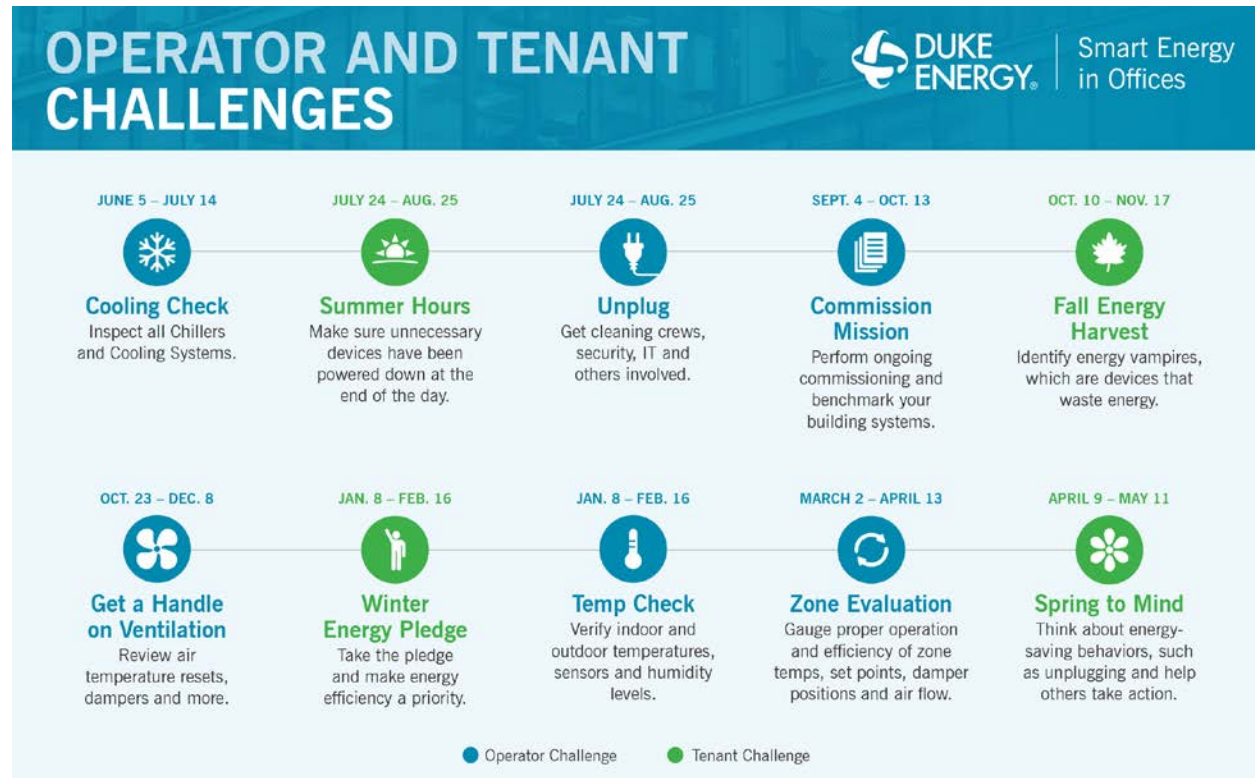 OPERATOR AND TENANT
CHALLENGES
DUKE
ENERGY®
Smart Energy
in Offices
JUNE 5 – JULY 14
Cooling Check
Inspect all Chillers
and Cooling Systems.
JULY 24 – AUG. 25
Summer Hours
Make sure unnecessary
devices have been
powered down at the
end of the day.
JULY 24 – AUG. 25
Unplug
Get cleaning crews,
security, IT and
others involved.
SEPT. 4 – OCT. 13
Commission
Mission
Perform ongoing
commissioning and
benchmark your
building systems.
OCT. 10 – NOV. 17
Fall Energy
Harvest
Identify energy vampires,
which are devices that
waste energy.
OCT. 23 – DEC. 8
Get a Handle
on Ventilation
Review air
temperature resets,
dampers and more.
JAN. 8 – FEB. 16
Winter
Energy Pledge
Take the pledge
and make energy
efficiency a priority.
JAN. 8 – FEB. 16
Temp Check
Verify indoor and
outdoor temperatures,
sensors and humidity
levels.
MARCH 2 – APRIL 13
Zone Evaluation
Gauge proper operation
and efficiency of zone
temps, set points, damper
positions and air flow.
APRIL 9 – MAY 11
Spring to Mind
Think about energy-
saving behaviors, such
as unplugging and help
others take action.
Operator Challenge
Tenant Challenge